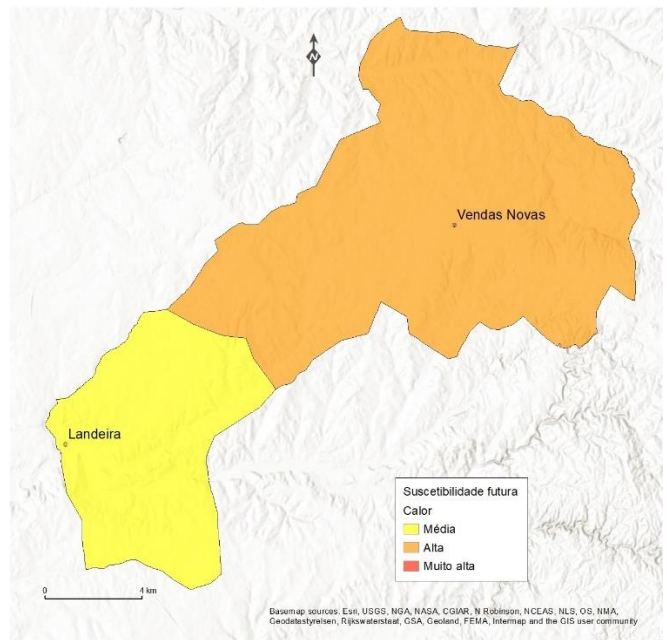 N
Vendas Novas
Landeira
Suscetibilidade futura
Calor
Média
Alta
Muito alta
0 4 km
Basemap sources: Esri, USGS, NGA, NASA, CGIAR, N Robinson, NCEAS, NLS, OS, NMA,
Geodatastyrelsen, Rijkswaterstaat, GSA, Geoland, FEMA, Intermap and the GIS user community